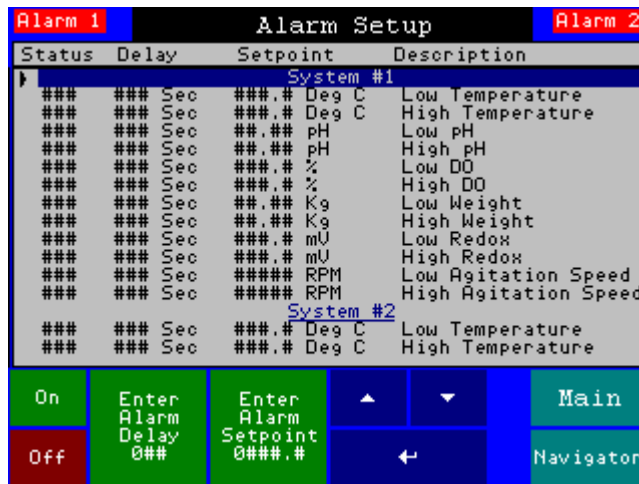 Alarm 1 Alarm Setup Alarm 2
Status Delay Setpoint Description
System #1
### ### Sec ###.# Deg C Low Temperature
### ### Sec ###.# Deg C High Temperature
### ### Sec ##.## pH Low pH
### ### Sec ##.## pH High pH
### ### Sec ###.# % Low DO
### ### Sec ###.# % High DO
### ### Sec ##.## Kg Low Weight
### ### Sec ##.## Kg High Weight
### ### Sec ###.# mV Low Redox
### ### Sec ###.# mV High Redox
### ### Sec ##### RPM Low Agitation Speed
### ### Sec ##### RPM High Agitation Speed
System #2
### ### Sec ###.# Deg C Low Temperature
### ### Sec ###.# Deg C High Temperature
On
Off
Enter
Alarm
Delay
0##
Enter
Alarm
Setpoint
0###.#
Main
Navigator